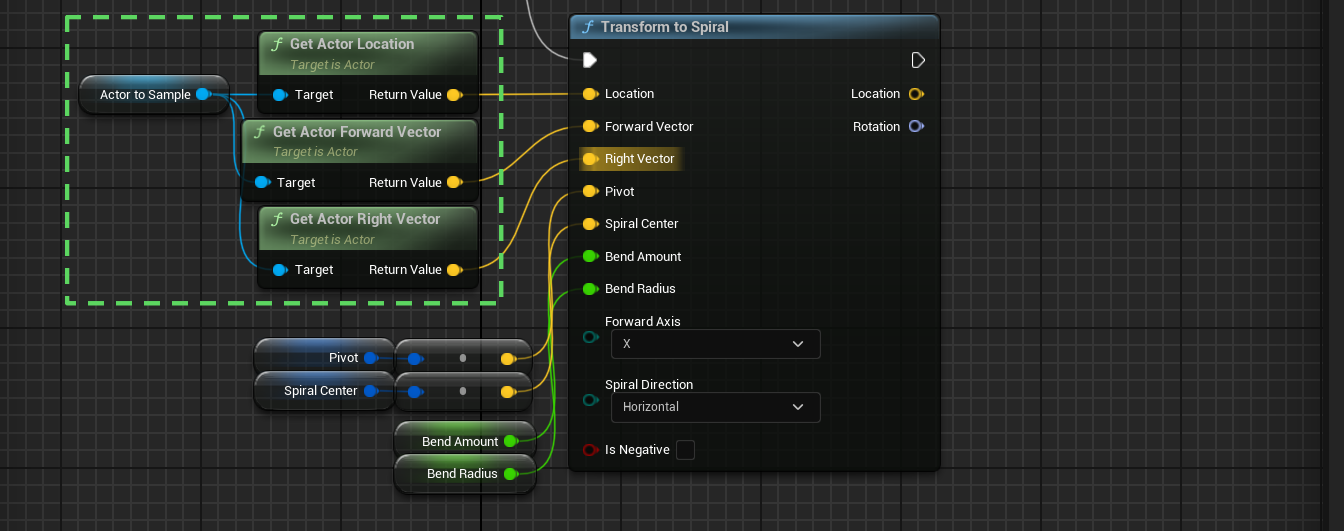 Get Actor Location
Target is Actor
Actor to Sample
Target
Return Value
Get Actor Forward Vector
Target is Actor
Target
Return Value
Get Actor Right Vector
Target is Actor
Target
Return Value
Pivot
Spiral Center
Bend Amount
Bend Radius
Transform to Spiral
Location
Location
Forward Vector
Rotation
Right Vector
Pivot
Spiral Center
Bend Amount
Bend Radius
Forward Axis
X
Spiral Direction
Horizontal
Is Negative